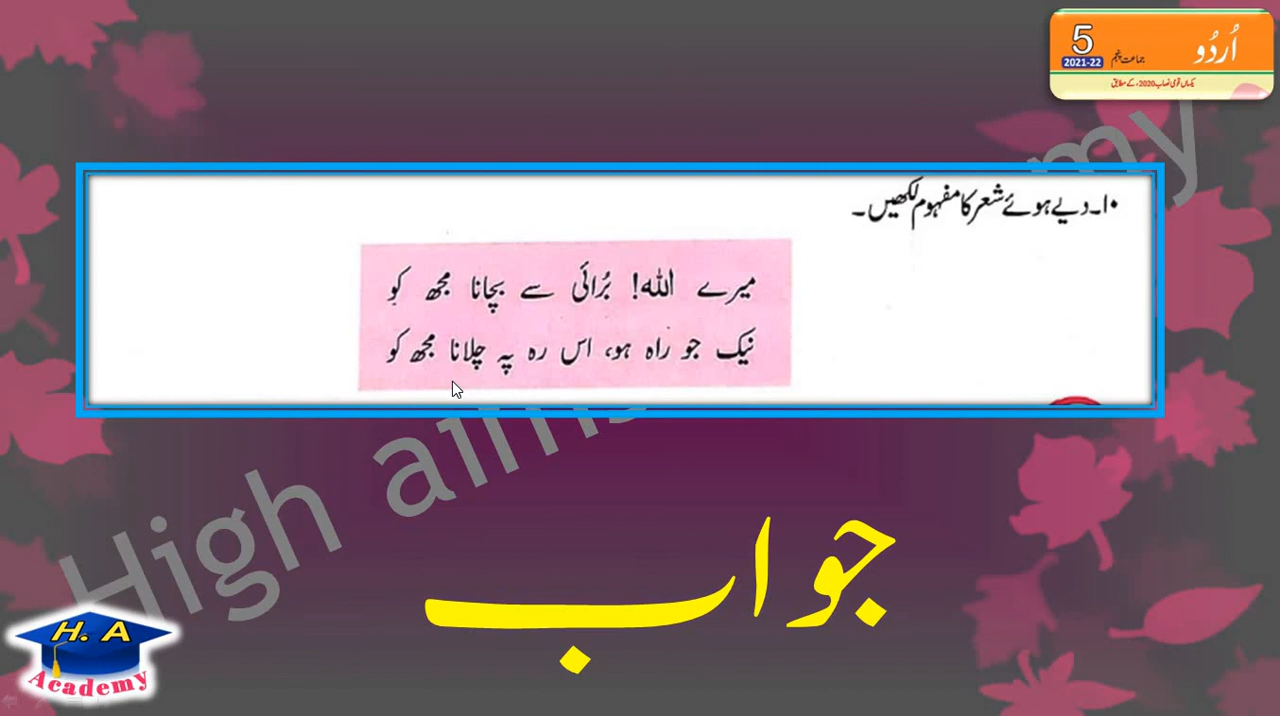 اُردُو
جماعت پنجم
5
2021-22
یکساں قومی نصاب 2020ء کے مطابق
۱۰۔ دیے ہوئے شعر کا مفہوم لکھیں۔
میرے اللہ! بُرائی سے بچانا مجھ کو
نیک جو راہ ہو، اس رہ پہ چلانا مجھ کو
High aims
my
جواب
H. A
Academy